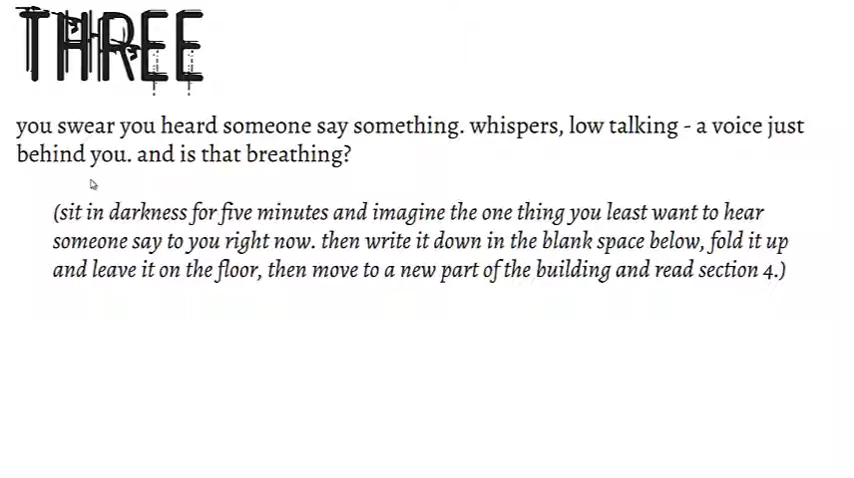 THREE
you swear you heard someone say something. whispers, low talking - a voice just
behind you. and is that breathing?
(sit in darkness for five minutes and imagine the one thing you least want to hear
someone say to you right now. then write it down in the blank space below, fold it up
and leave it on the floor, then move to a new part of the building and read section 4.)